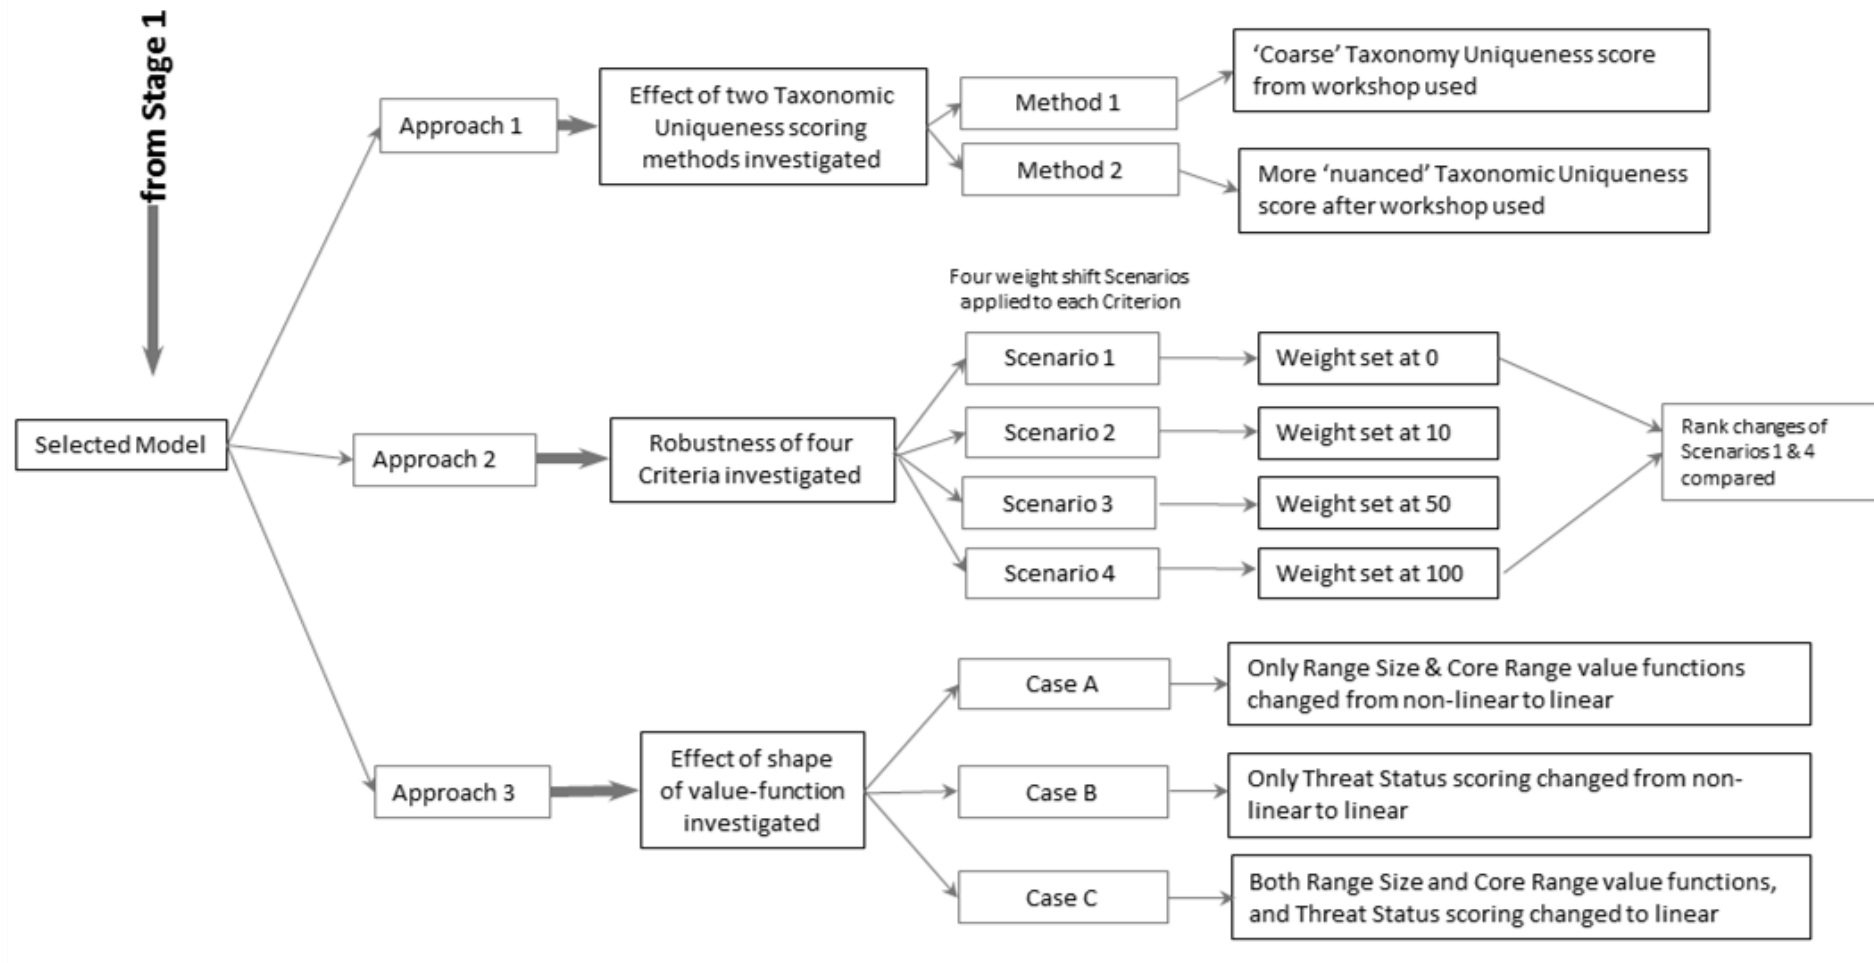 from Stage 1
Selected Model
Approach 1
Effect of two Taxonomic
Uniqueness scoring
methods investigated
Method 1
‘Coarse’ Taxonomy Uniqueness score
from workshop used
Method 2
More ‘nuanced’ Taxonomic Uniqueness
score after workshop used
Approach 2
Robustness of four
Criteria investigated
Four weight shift Scenarios
applied to each Criterion
Scenario 1
Weight set at 0
Scenario 2
Weight set at 10
Scenario 3
Weight set at 50
Scenario 4
Weight set at 100
Rank changes of
Scenarios 1 & 4
compared
Approach 3
Effect of shape
of value-function
investigated
Case A
Only Range Size & Core Range value functions
changed from non-linear to linear
Case B
Only Threat Status scoring changed from non-
linear to linear
Case C
Both Range Size and Core Range value functions,
and Threat Status scoring changed to linear